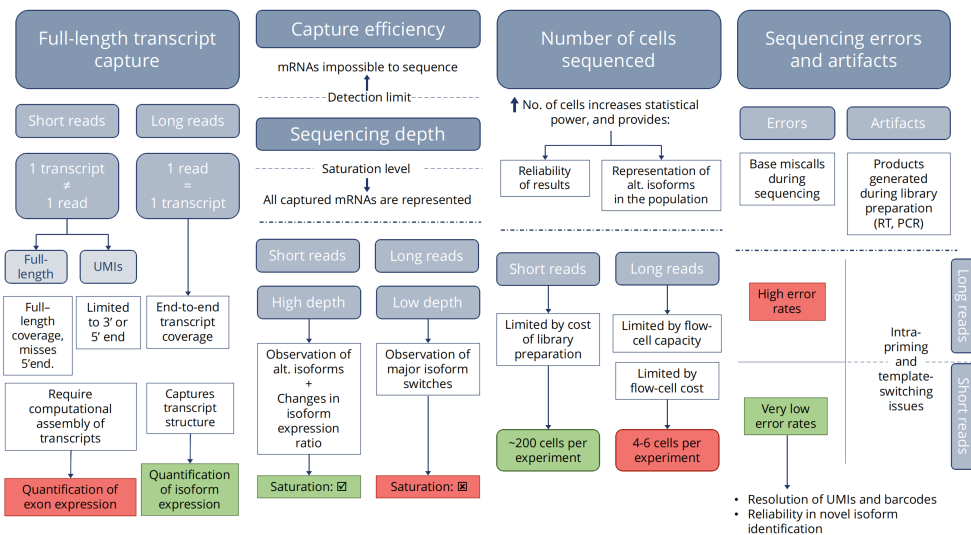 Full-length transcript
capture
Short reads
Long reads
1 transcript
≠
1 read
1 read
=
1 transcript
Full-
length
UMIs
Full–
length
coverage,
misses
5’end.
Limited
to 3’ or
5’ end
End-to-end
transcript
coverage
Require
computational
assembly of
transcripts
Captures
transcript
structure
Quantification of
exon expression
Quantification
of isoform
expression
Capture efficiency
mRNAs impossible to sequence
Detection limit
Sequencing depth
Saturation level
All captured mRNAs are represented
Short reads
Long reads
High depth
Low depth
Observation of
alt. isoforms
+
Changes in
isoform
expression
ratio
Observation of
major isoform
switches
Saturation: ☑
Saturation: ☒
Number of cells
sequenced
No. of cells increases statistical
power, and provides:
Reliability
of results
Representation of
alt. isoforms
in the population
Short reads
Long reads
Limited by cost
of library
preparation
Limited by flow-
cell capacity
Limited by
flow-cell cost
~200 cells per
experiment
4-6 cells per
experiment
Sequencing errors
and artifacts
Errors
Artifacts
Base miscalls
during
sequencing
Products
generated
during library
preparation
(RT, PCR)
High error
rates
Long reads
Intra-
priming
and
template-
switching
issues
Very low
error rates
Short reads
• Resolution of UMIs and barcodes
• Reliability in novel isoform
identification